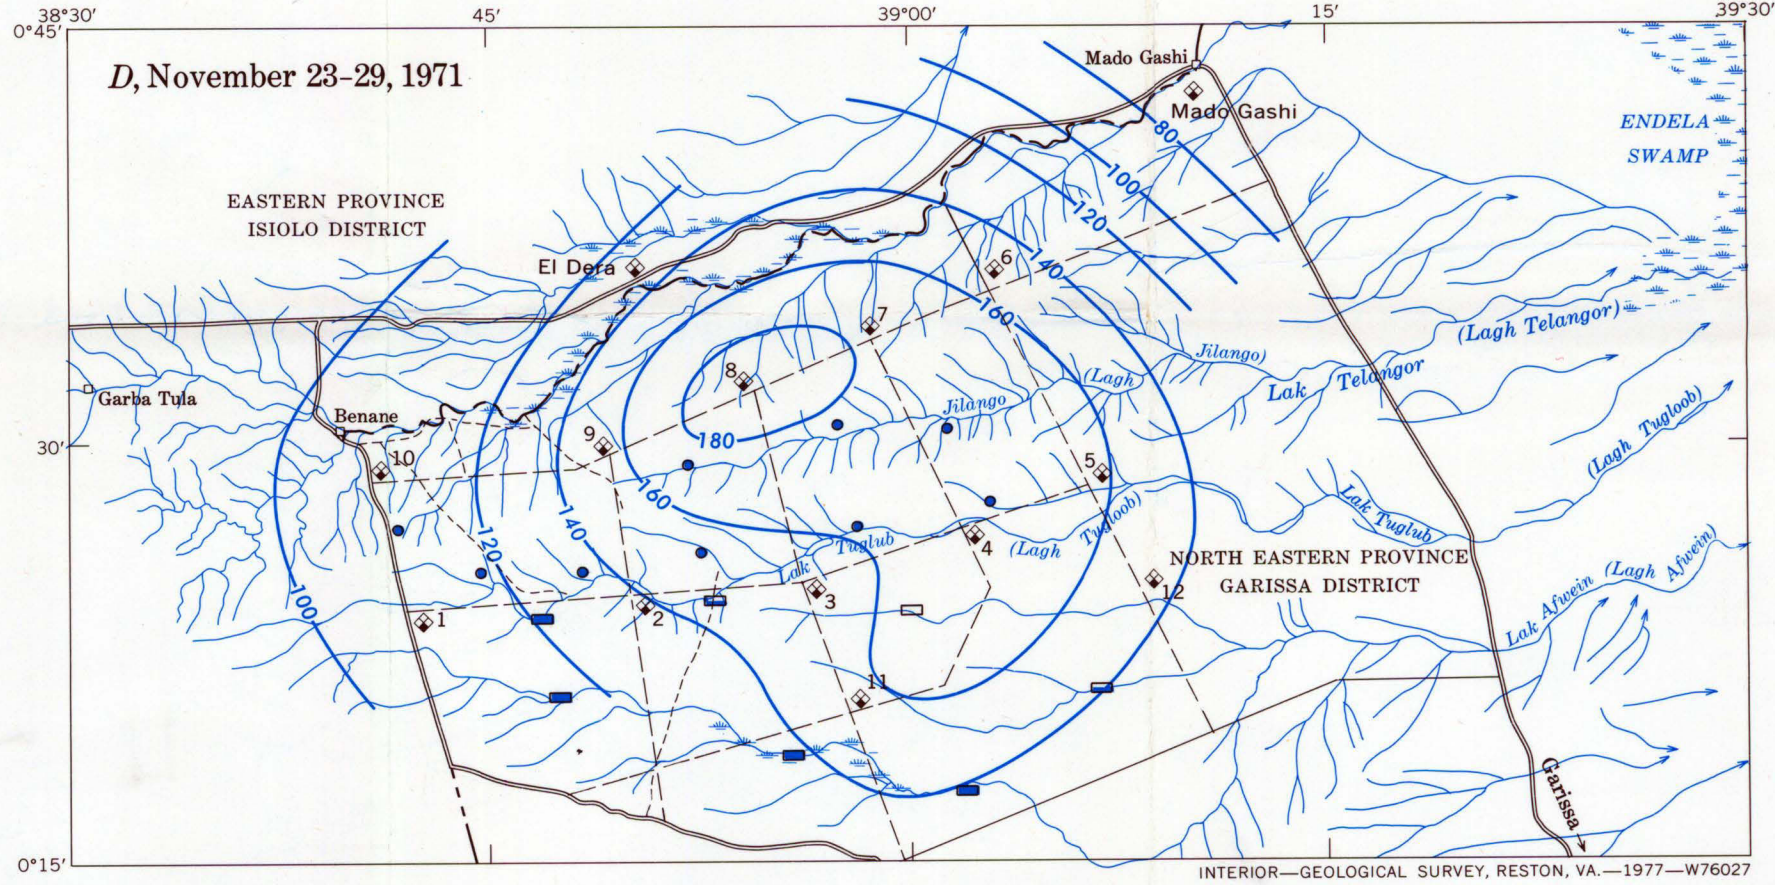 38°30′ 45′ 39°00′ 15′ 39°30′
0°45′
D, November 23–29, 1971
Mado Gashi
Mado Gashi
80
ENDELA
SWAMP
100
EASTERN PROVINCE
ISIOLO DISTRICT
120
El Dera
6
140
160
7
(Lagh Telangor)
Jilango)
8
(Lagh
Lak Telangor
Garba Tula
Jilango
Benane
180
(Lagh Tugloob)
9
30′
10
5
160
Lak Tuglub
140
120
Lak Tuglub
4
(Lagh Tugloob)
NORTH EASTERN PROVINCE
GARISSA DISTRICT
100
3
12
Lak Afwein (Lagh Afwein)
1
2
11
Garissa
0°15′
INTERIOR—GEOLOGICAL SURVEY, RESTON, VA.—1977—W76027